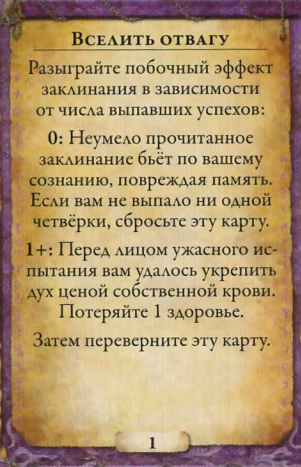 Вселить отвагу
Разыграйте побочный эффект
заклинания в зависимости
от числа выпавших успехов:
0: Неумело прочитанное
заклинание бьёт по вашему
сознанию, повреждая память.
Если вам не выпало ни одной
четвёрки, сбросьте эту карту.
1+: Перед лицом ужасного ис-
пытания вам удалось укрепить
дух ценой собственной крови.
Потеряйте 1 здоровье.
Затем переверните эту карту.
1